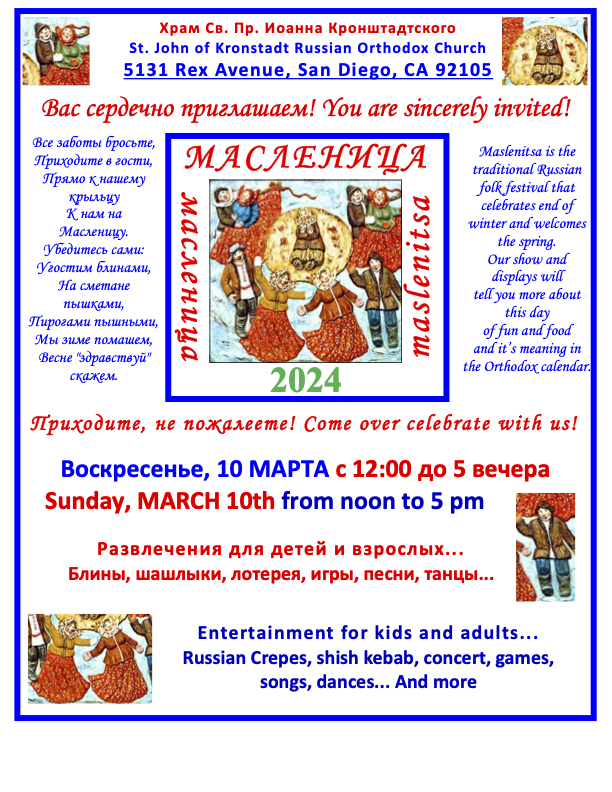 Храм Св. Пр. Иоанна Кронштадтского
St. John of Kronstadt Russian Orthodox Church
5131 Rex Avenue, San Diego, CA 92105
Вас сердечно приглашаем! You are sincerely invited!
Все заботы бросьте,
Приходите в гости,
Прямо к нашему
крыльцу
К нам на
Масленицу.
Убедитесь сами:
Угостим блинами,
На сметане
пышками,
Пирогами пышными,
Мы зиме помашем,
Весне "здравствуй"
скажем.
МАСЛЕНИЦА
масленица
maslenitsa
2024
Maslenitsa is the
traditional Russian
folk festival that
celebrates end of
winter and welcomes
the spring.
Our show and
displays will
tell you more about
this day
of fun and food
and it's meaning in
the Orthodox calendar.
Приходите, не пожалеете! Come over celebrate with us!
Воскресенье, 10 МАРТА с 12:00 до 5 вечера
Sunday, MARCH 10th from noon to 5 pm
Развлечения для детей и взрослых...
Блины, шашлыки, лотерея, игры, песни, танцы...
Entertainment for kids and adults...
Russian Crepes, shish kebab, concert, games,
songs, dances... And more